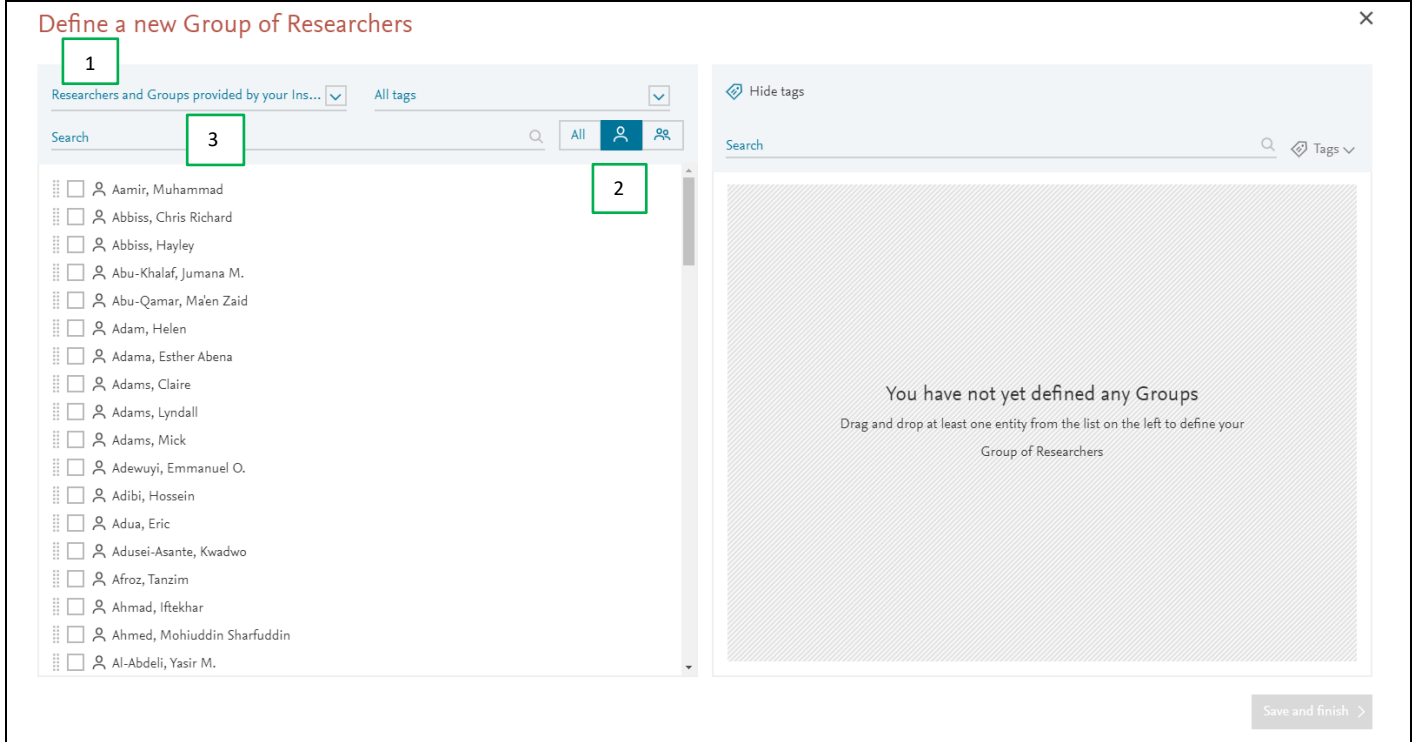 Define a new Group of Researchers
1
Researchers and Groups provided by your Ins...
All tags
Search
3
All
2
Aamir, Muhammad
Abbiss, Chris Richard
Abbiss, Hayley
Abu-Khalaf, Jumana M.
Abu-Qamar, Ma'en Zaid
Adam, Helen
Adama, Esther Abena
Adams, Claire
Adams, Lyndall
Adams, Mick
Adewuyi, Emmanuel O.
Adibi, Hossein
Adua, Eric
Adusei-Asante, Kwadwo
Afroz, Tanzim
Ahmad, Iftekhar
Ahmed, Mohiuddin Sharfuddin
Al-Abdeli, Yasir M.
Hide tags
Search
Tags
You have not yet defined any Groups
Drag and drop at least one entity from the list on the left to define your
Group of Researchers
Save and finish